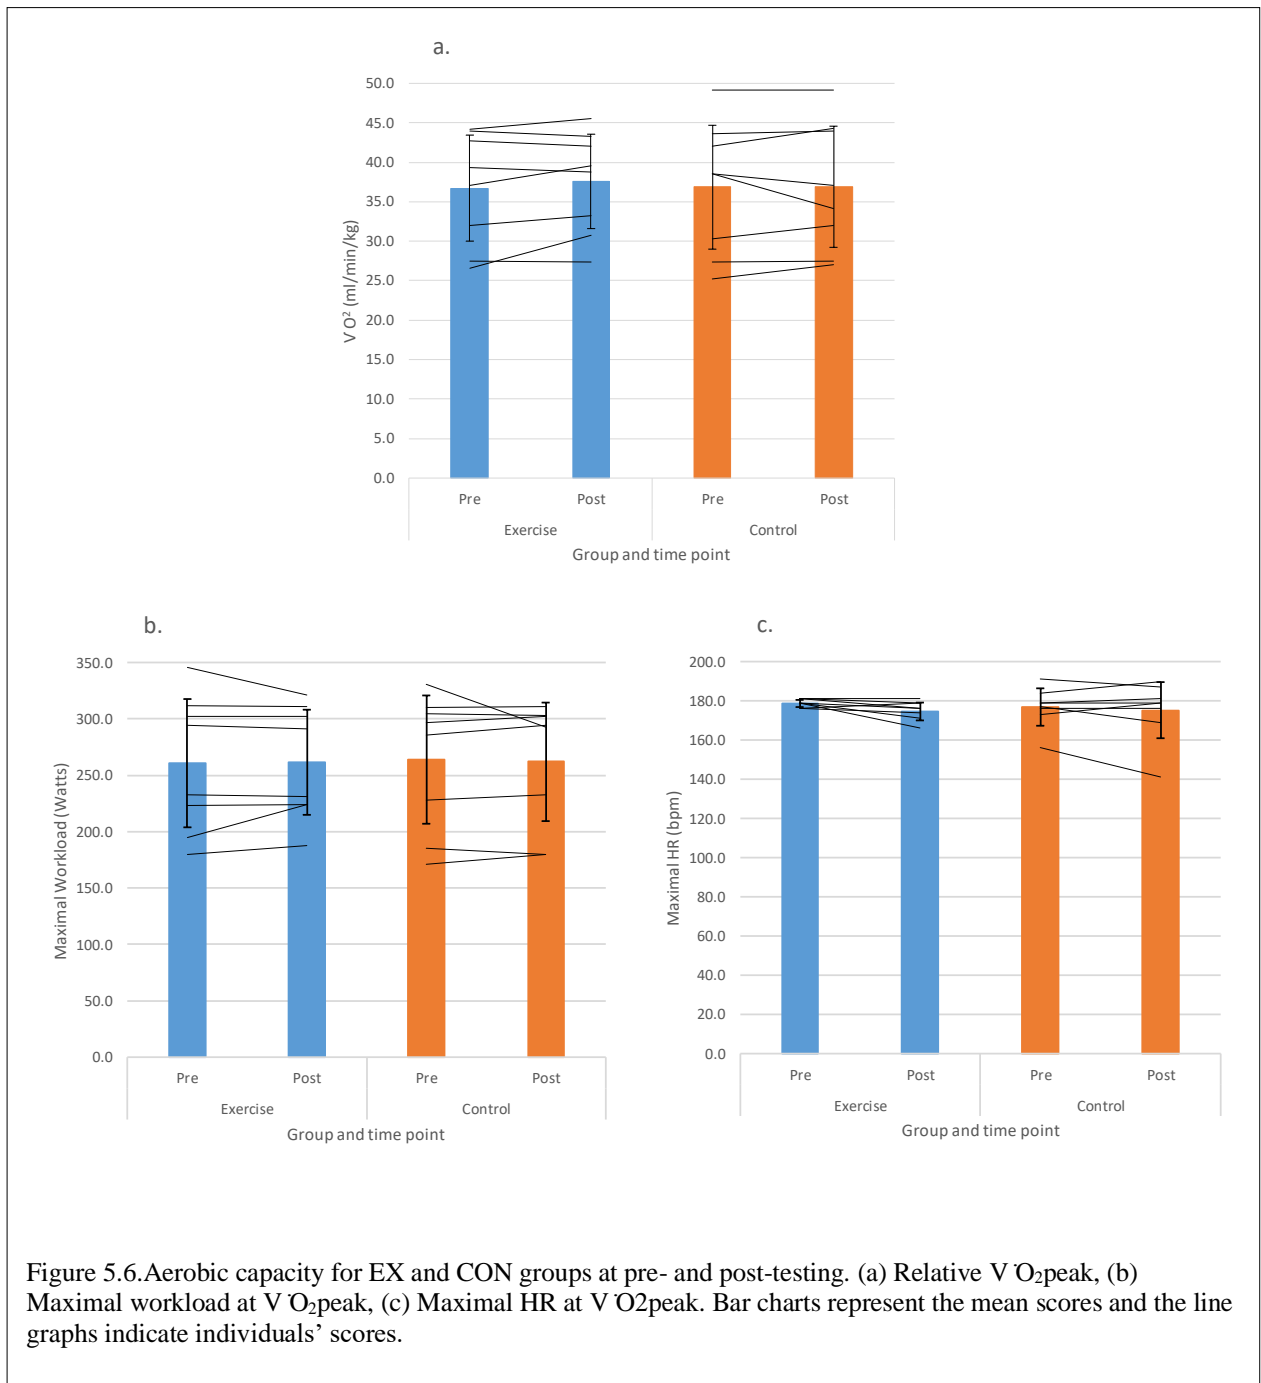 a.
50.0
45.0
40.0
35.0
30.0
25.0
20.0
15.0
10.0
5.0
0.0
V O² (ml/min/kg)
Pre Post Pre Post
Exercise Control
Group and time point
b.
350.0
300.0
250.0
200.0
150.0
100.0
50.0
0.0
Maximal Workload (Watts)
Pre Post Pre Post
Exercise Control
Group and time point
c.
200.0
180.0
160.0
140.0
120.0
100.0
80.0
60.0
40.0
20.0
0.0
Maximal HR (bpm)
Pre Post Pre Post
Exercise Control
Group and time point
Figure 5.6.Aerobic capacity for EX and CON groups at pre- and post-testing. (a) Relative V̇O₂peak, (b)
Maximal workload at V̇O₂peak, (c) Maximal HR at V̇O2peak. Bar charts represent the mean scores and the line
graphs indicate individuals’ scores.